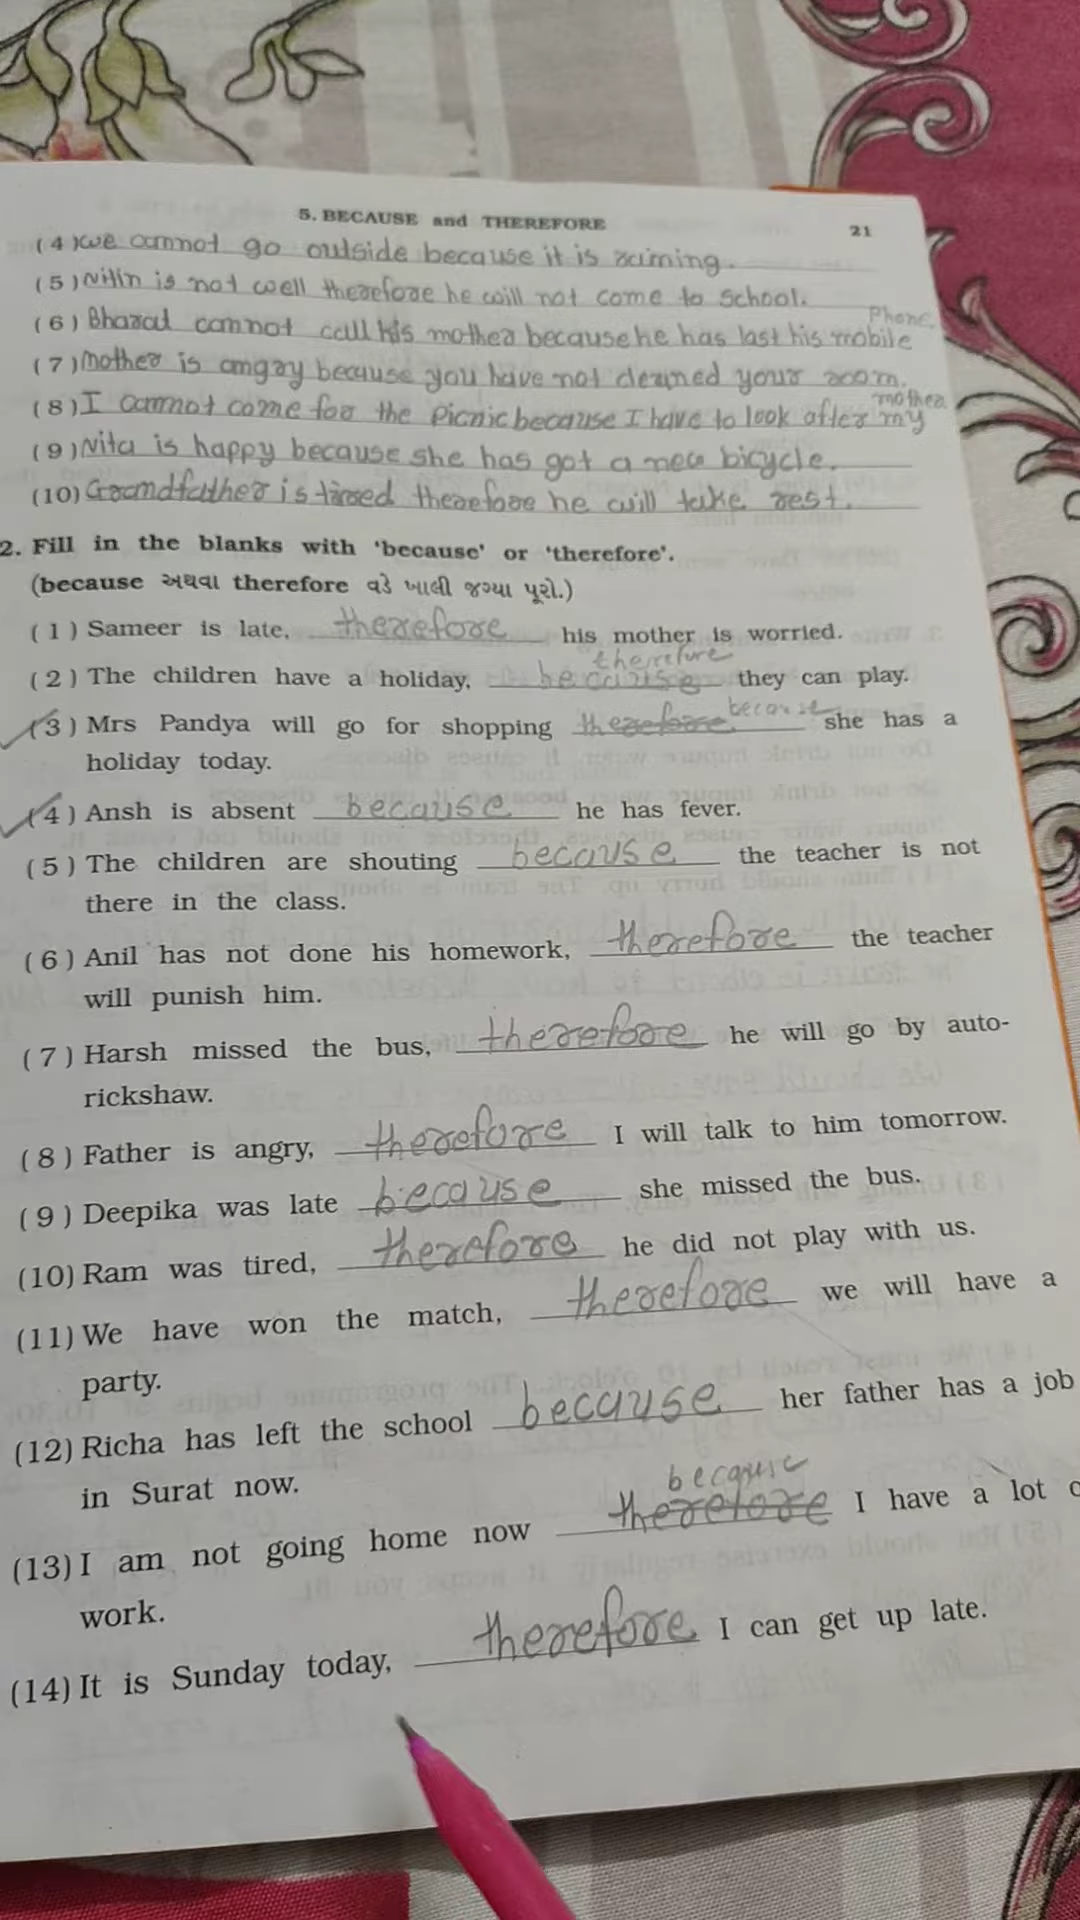 5. BECAUSE and THEREFORE 21
(4) we cannot go outside because it is raining.
(5) Nitin is not well therefore he will not come to school.
Phone.
(6) Bharat cannot call his mother because he has last his mobile
(7) Mother is angry because you have not cleaned your room.
mother
(8) I cannot come for the Picnic because I have to look after my
(9) Nita is happy because she has got a new bicycle.
(10) Grandfather is tired therefore he will take rest.
2. Fill in the blanks with 'because' or 'therefore'.
(because અથવા therefore વડે ખાલી જગ્યા પૂરો.)
(1) Sameer is late, therefore his mother is worried.
therefore
(2) The children have a holiday, because they can play.
because
(3) Mrs Pandya will go for shopping therefore she has a
holiday today.
(4) Ansh is absent because he has fever.
(5) The children are shouting because the teacher is not
there in the class.
(6) Anil has not done his homework, therefore the teacher
will punish him.
(7) Harsh missed the bus, therefore he will go by auto-
rickshaw.
(8) Father is angry, therefore I will talk to him tomorrow.
(9) Deepika was late because she missed the bus.
(10) Ram was tired, therefore he did not play with us.
(11) We have won the match, therefore we will have a
party.
(12) Richa has left the school because her father has a job
in Surat now.
because
(13) I am not going home now therefore I have a lot
work.
(14) It is Sunday today, therefore I can get up late.